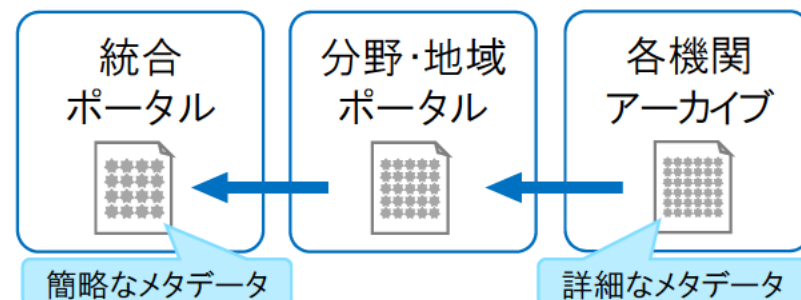 統合
ポータル
分野・地域
ポータル
各機関
アーカイブ
簡略なメタデータ
詳細なメタデータ